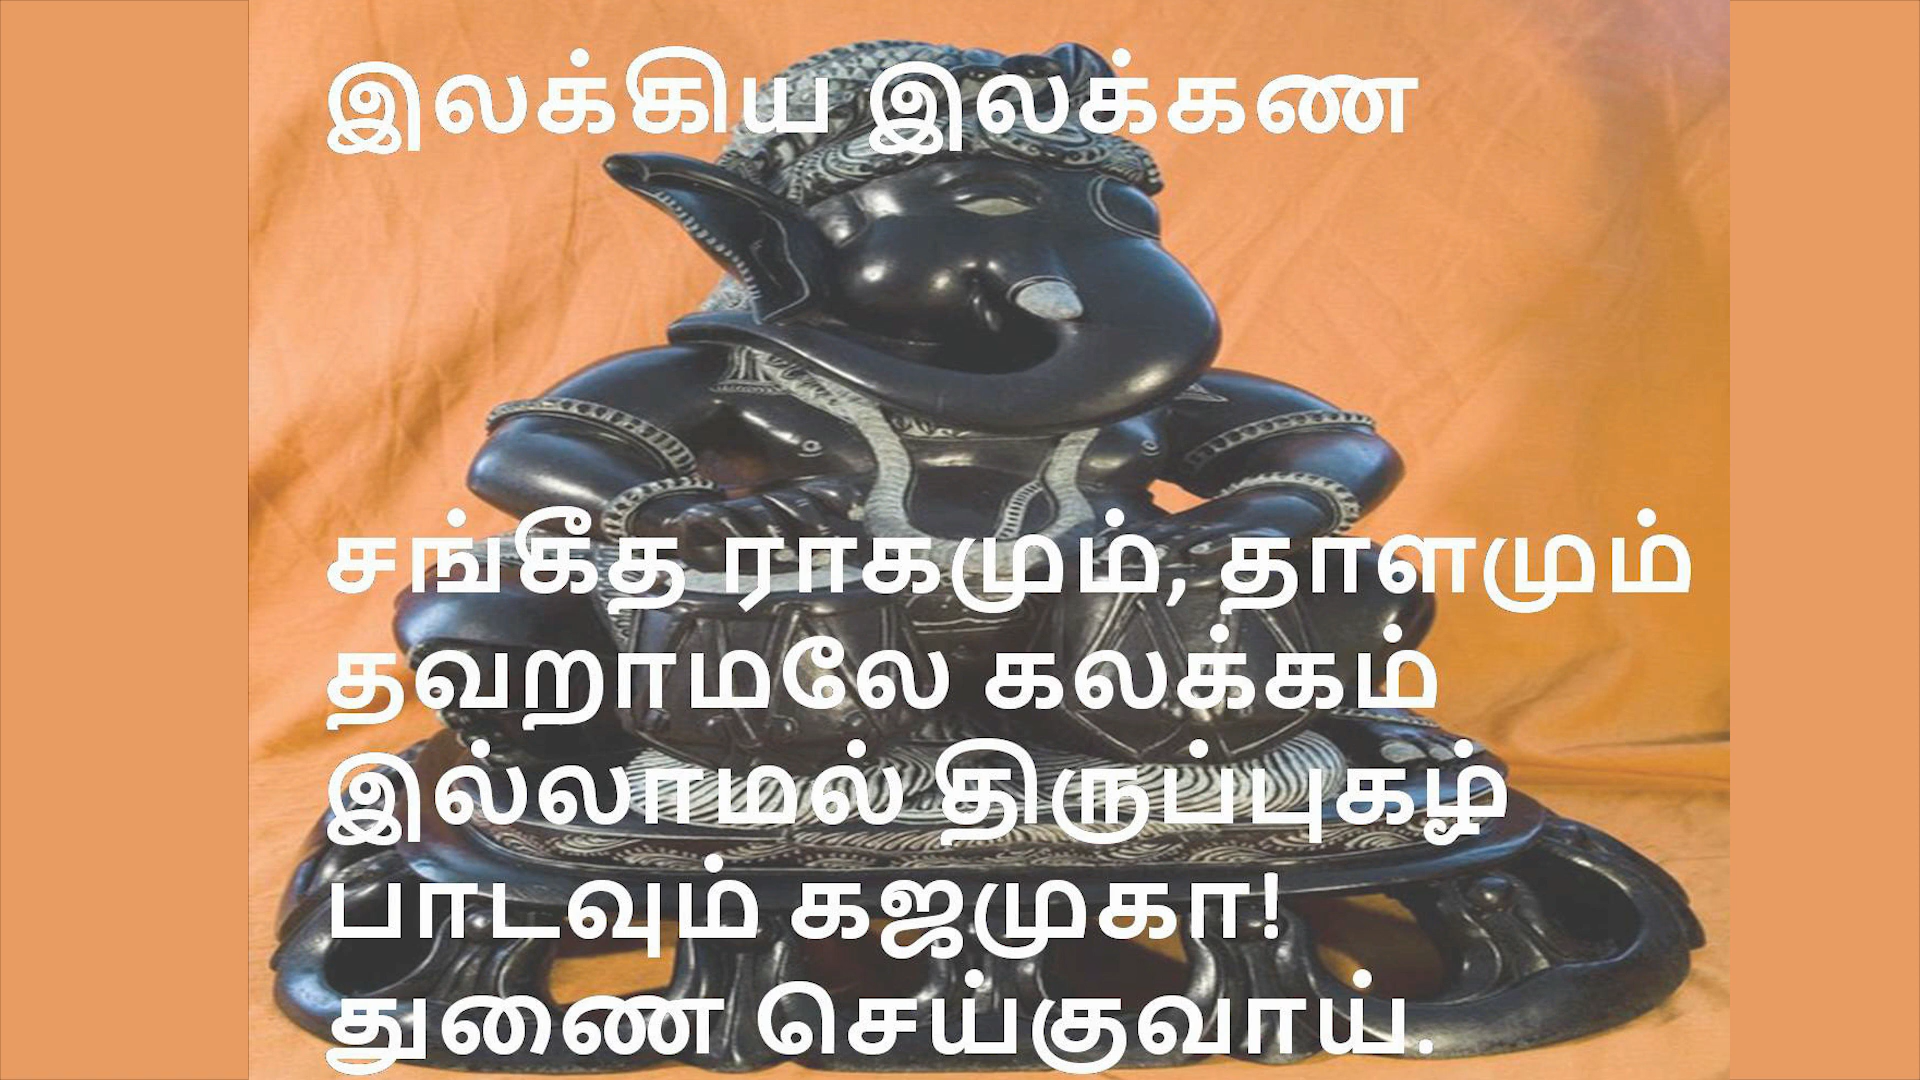 இலக்கிய இலக்கண
சங்கீத ராகமும், தாளமும்
தவறாமலே கலக்கம்
இல்லாமல் திருப்புகழ்
பாடவும் கஜமுகா!
துணை செய்குவாய்.